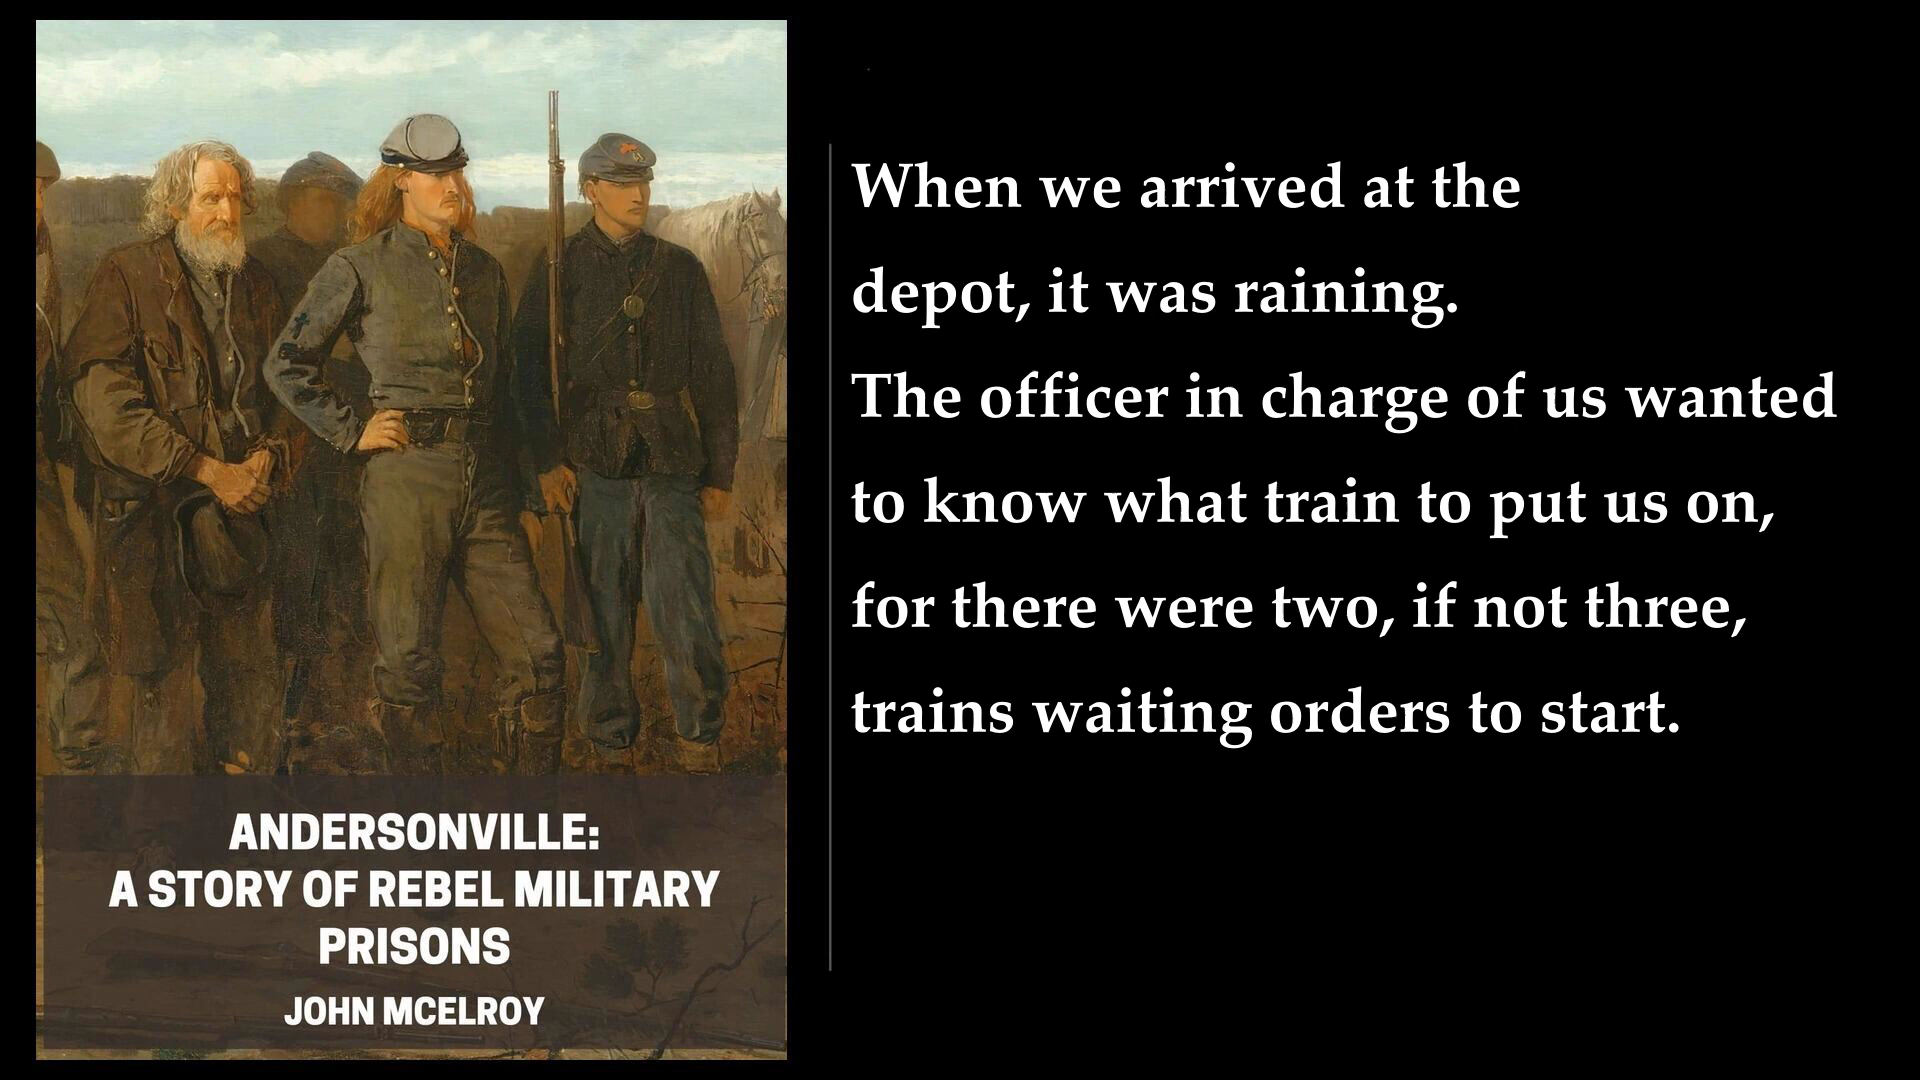 ANDERSONVILLE:
A STORY OF REBEL MILITARY
PRISONS
JOHN MCELROY
When we arrived at the
depot, it was raining.
The officer in charge of us wanted
to know what train to put us on,
for there were two, if not three,
trains waiting orders to start.